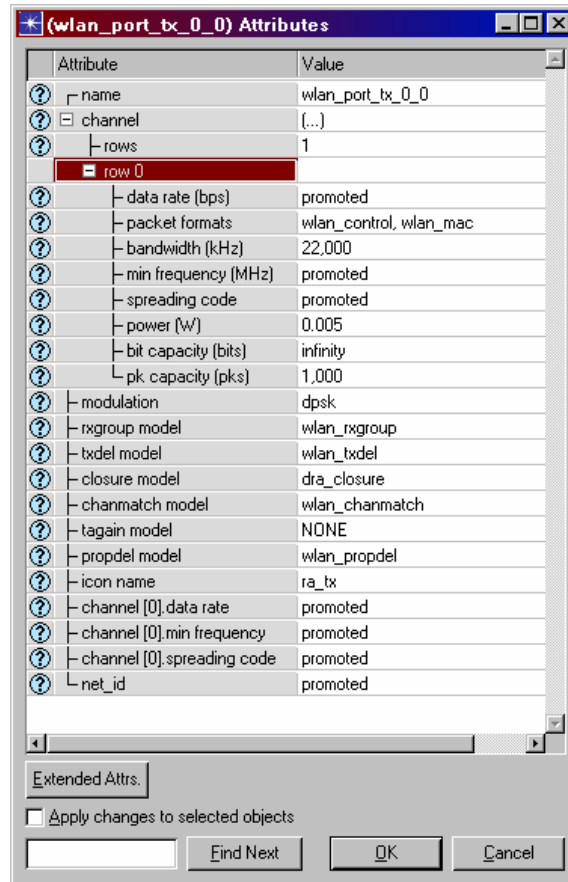 (wlan_port_tx_0_0) Attributes
Attribute Value
name wlan_port_tx_0_0
channel (...)
rows 1
row 0
data rate (bps) promoted
packet formats wlan_control, wlan_mac
bandwidth (kHz) 22,000
min frequency (MHz) promoted
spreading code promoted
power (W) 0.005
bit capacity (bits) infinity
pk capacity (pks) 1,000
modulation dpsk
rxgroup model wlan_rxgroup
txdel model wlan_txdel
closure model dra_closure
chanmatch model wlan_chanmatch
tagain model NONE
propdel model wlan_propdel
icon name ra_tx
channel [0].data rate promoted
channel [0].min frequency promoted
channel [0].spreading code promoted
net_id promoted
Extended Attrs.
Apply changes to selected objects
Find Next OK Cancel